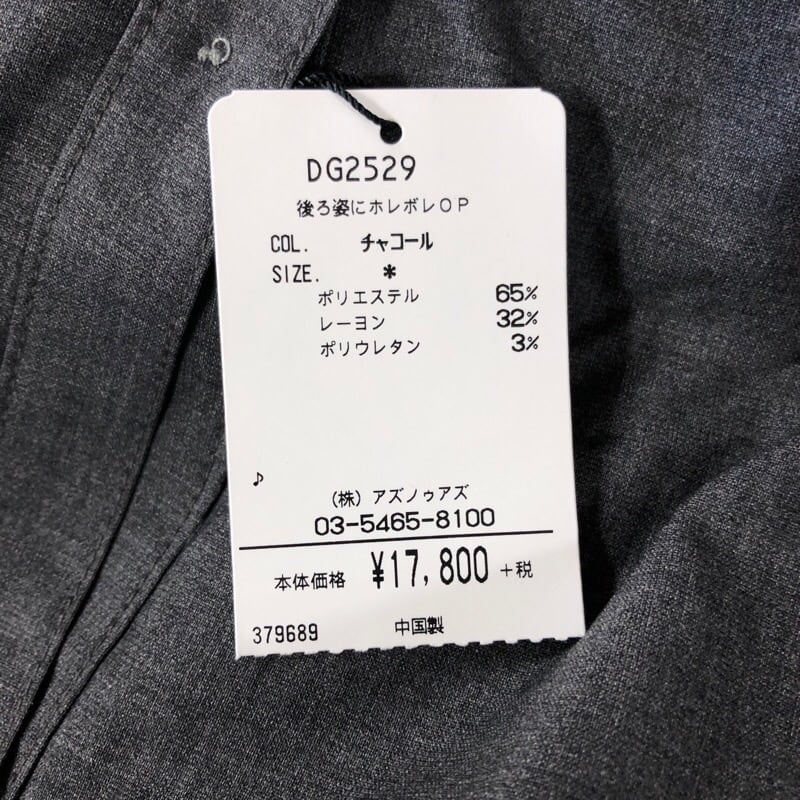 DG2529
後ろ姿にホレボレOP
COL. チャコール
SIZE. *
ポリエステル 65%
レーヨン 32%
ポリウレタン 3%
♪
(株) アズノゥアズ
03-5465-8100
本体価格 ¥17,800 +税
379689 中国製